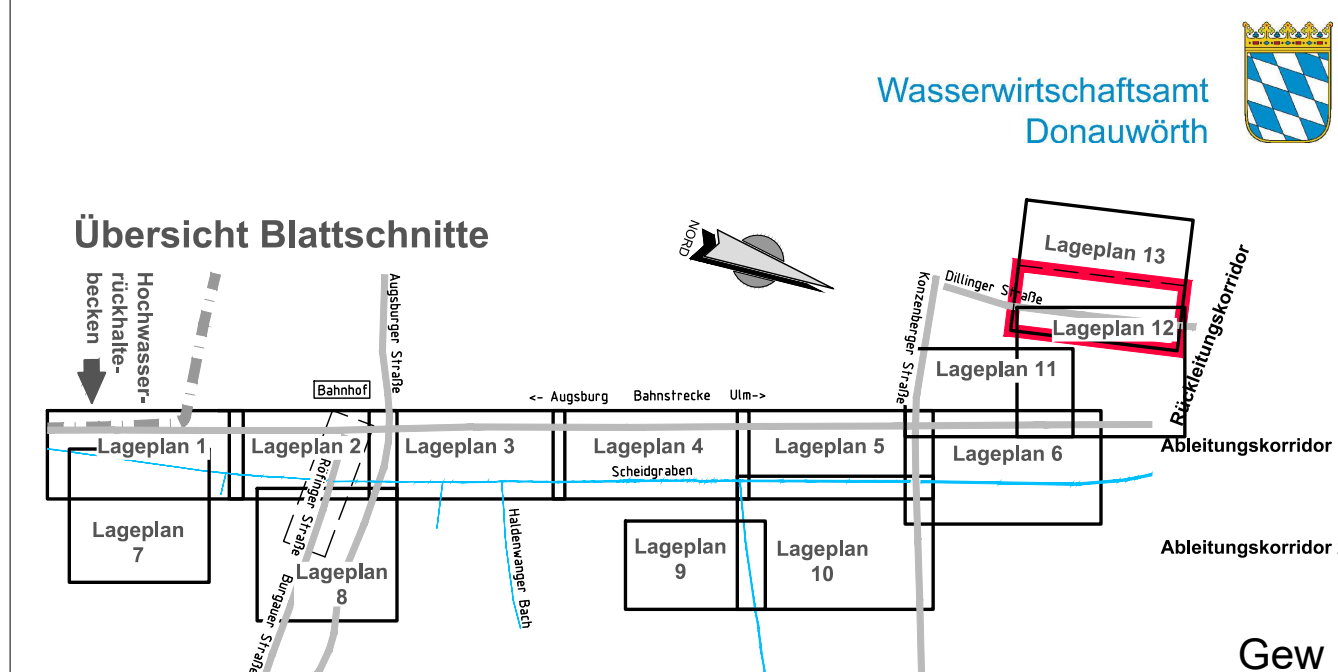 Wasserwirtschaftsamt
Donauwörth
Übersicht Blattschnitte
NORD
Hochwasser-
rückhalte-
becken
Augsburger Straße
Bahnhof
<- Augsburg Bahnstrecke Ulm->
Konzenberger Straße
Dillinger Straße
Lageplan 13
Lageplan 12
Lageplan 11
Rückleitungskorridor
Lageplan 1
Lageplan 2
Lageplan 3
Lageplan 4
Lageplan 5
Lageplan 6
Ableitungskorridor
Scheidgraben
Röfinger Straße
Haldenwanger Bach
Lageplan
7
Lageplan
8
Lageplan
9
Lageplan
10
Ableitungskorridor
Burgauer Straße
Gew